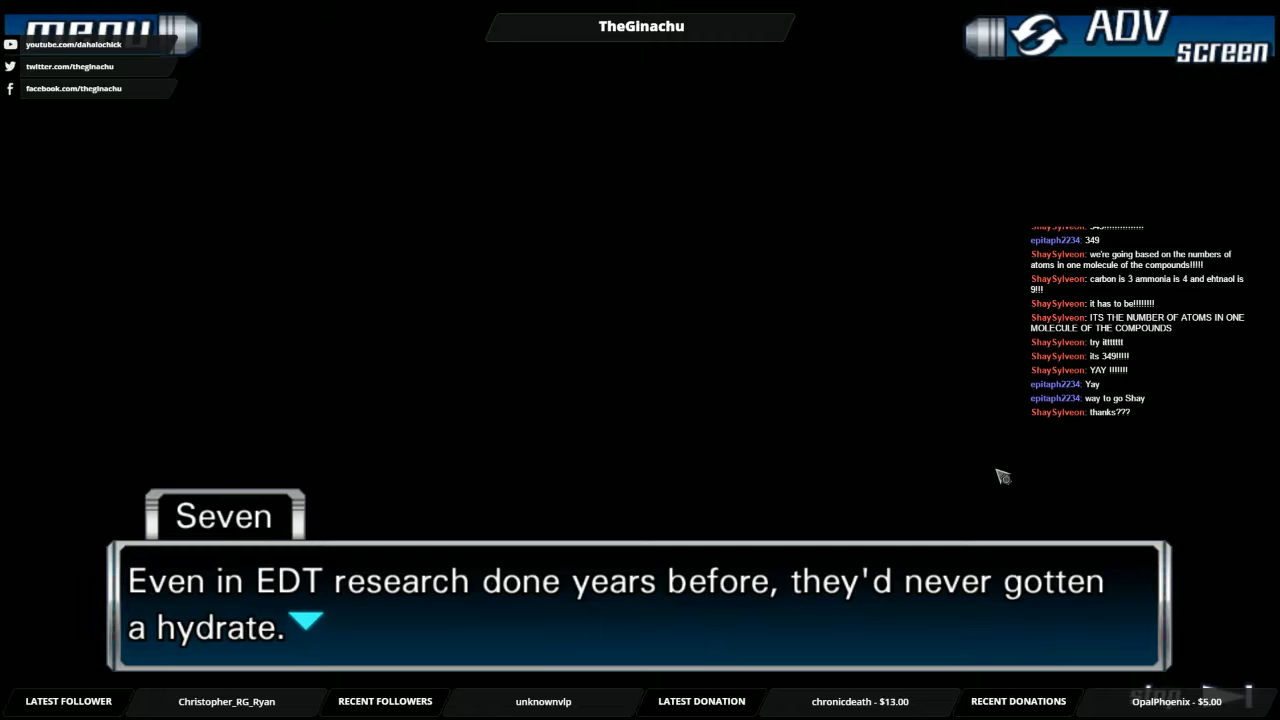 menu
youtube.com/dahalochick
twitter.com/theginachu
facebook.com/theginachu
TheGinachu
ADV
screen
epitaph2234: 349
ShaySylveon: we're going based on the numbers of
atoms in one molecule of the compounds!!!!!
ShaySylveon: carbon is 3 ammonia is 4 and ehtnaol is
9!!!
ShaySylveon: it has to be!!!!!!!!
ShaySylveon: ITS THE NUMBER OF ATOMS IN ONE
MOLECULE OF THE COMPOUNDS
ShaySylveon: try ittttttt
ShaySylveon: its 349!!!!!
ShaySylveon: YAY !!!!!!!
epitaph2234: Yay
epitaph2234: way to go Shay
ShaySylveon: thanks???
Seven
Even in EDT research done years before, they'd never gotten
a hydrate.
LATEST FOLLOWER
Christopher_RG_Ryan
RECENT FOLLOWERS
unknownvlp
LATEST DONATION
chronicdeath - $13.00
RECENT DONATIONS
OpalPhoenix - $5.00